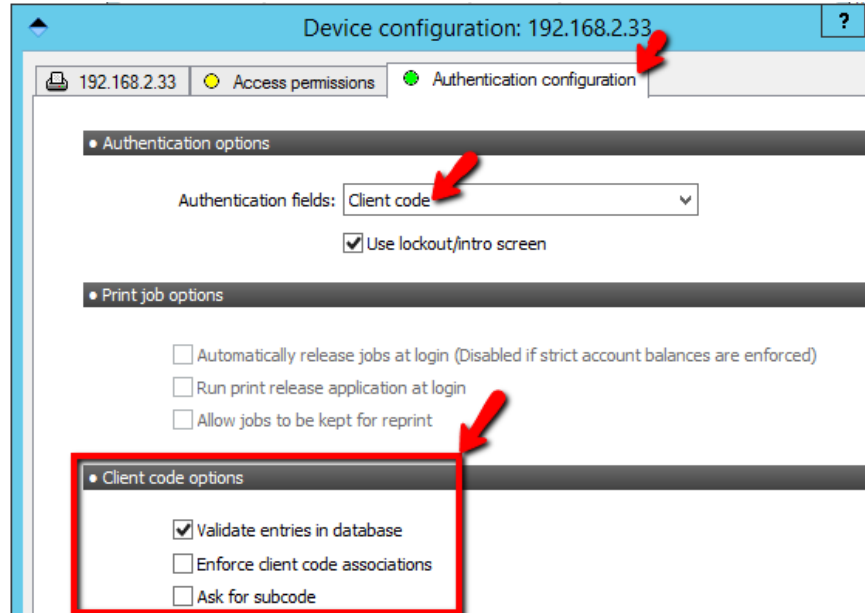 Device configuration: 192.168.2.33
?
192.168.2.33
Access permissions
Authentication configuration
• Authentication options
Authentication fields: Client code
Use lockout/intro screen
• Print job options
Automatically release jobs at login (Disabled if strict account balances are enforced)
Run print release application at login
Allow jobs to be kept for reprint
• Client code options
Validate entries in database
Enforce client code associations
Ask for subcode